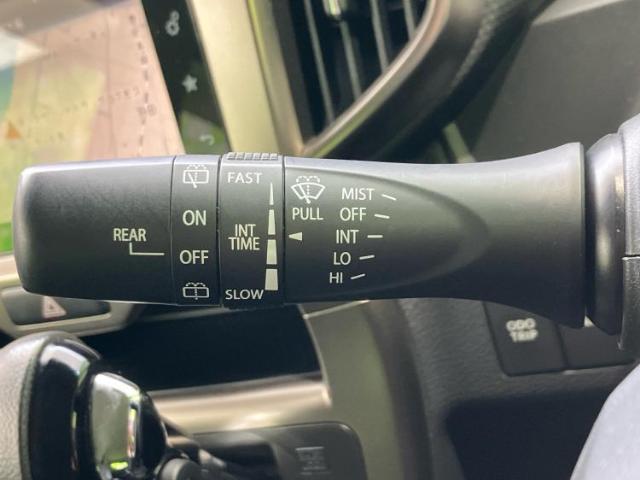 REAR
ON
OFF
FAST
INT
TIME
SLOW
PULL
MIST
OFF
INT
LO
HI
ODO
TRIP